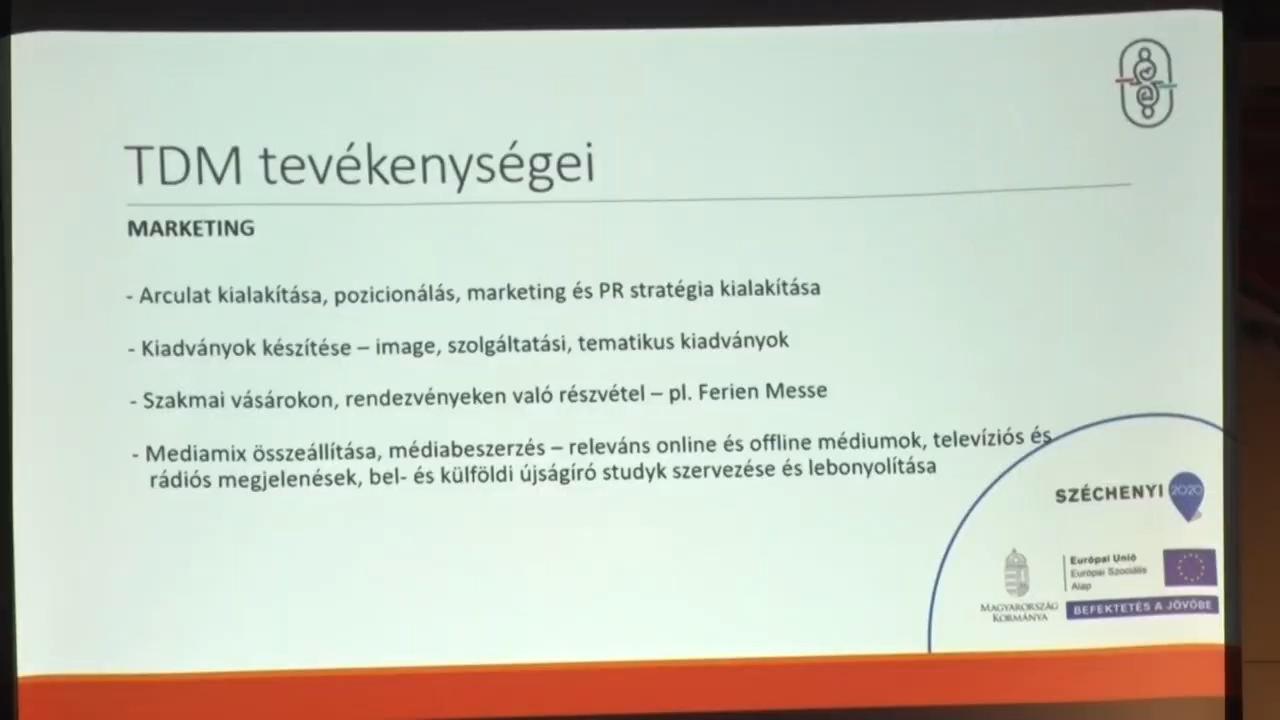 TDM tevékenységei
MARKETING
- Arculat kialakítása, pozicionálás, marketing és PR stratégia kialakítása
- Kiadványok készítése – image, szolgáltatási, tematikus kiadványok
- Szakmai vásárokon, rendezvényeken való részvétel – pl. Ferien Messe
- Mediamix összeállítása, médiabeszerzés – releváns online és offline médiumok, televíziós és
rádiós megjelenések, bel- és külföldi újságíró studyk szervezése és lebonyolítása
SZÉCHENYI 2020
Európai Unió
Európai Szociális
Alap
MAGYARORSZÁG
KORMÁNYA
BEFEKTETÉS A JÖVŐBE